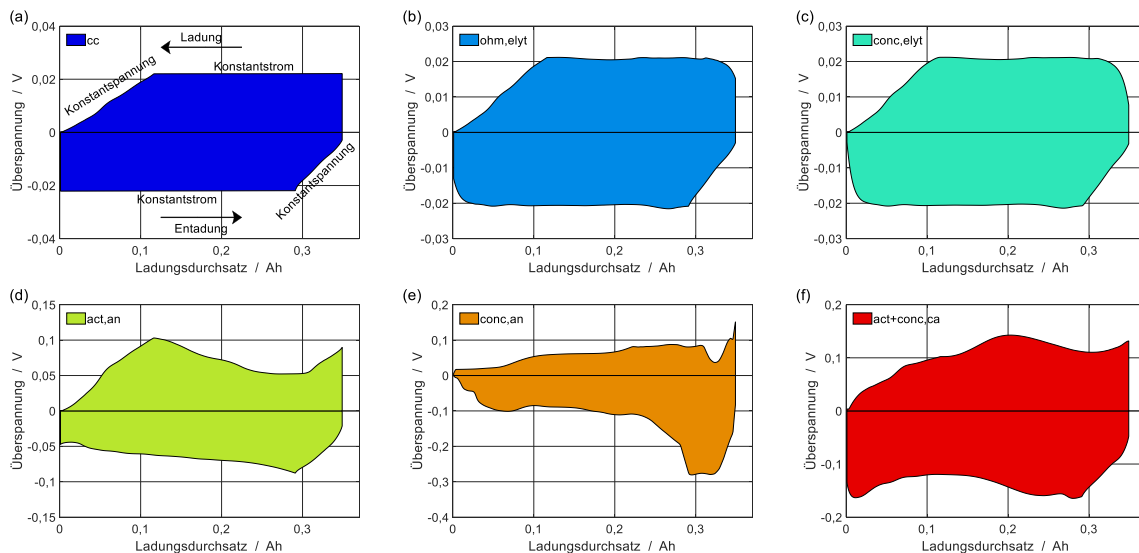 (a)
0,04
0,02
0
-0,02
-0,04
Überspannung / V
cc
Ladung
Konstantspannung
Konstantstrom
Konstantstrom
Konstantspannung
Entadung
0
0,1
0,2
0,3
Ladungsdurchsatz / Ah
(b)
0,03
0,02
0,01
0
-0,01
-0,02
-0,03
Überspannung / V
ohm,elyt
0
0,1
0,2
0,3
Ladungsdurchsatz / Ah
(c)
0,03
0,02
0,01
0
-0,01
-0,02
-0,03
Überspannung / V
conc,elyt
0
0,1
0,2
0,3
Ladungsdurchsatz / Ah
(d)
0,15
0,1
0,05
0
-0,05
-0,1
-0,15
Überspannung / V
act,an
0
0,1
0,2
0,3
Ladungsdurchsatz / Ah
(e)
0,2
0,1
0
-0,1
-0,2
-0,3
-0,4
Überspannung / V
conc,an
0
0,1
0,2
0,3
Ladungsdurchsatz / Ah
(f)
0,2
0,1
0
-0,1
-0,2
Überspannung / V
act+conc,ca
0
0,1
0,2
0,3
Ladungsdurchsatz / Ah